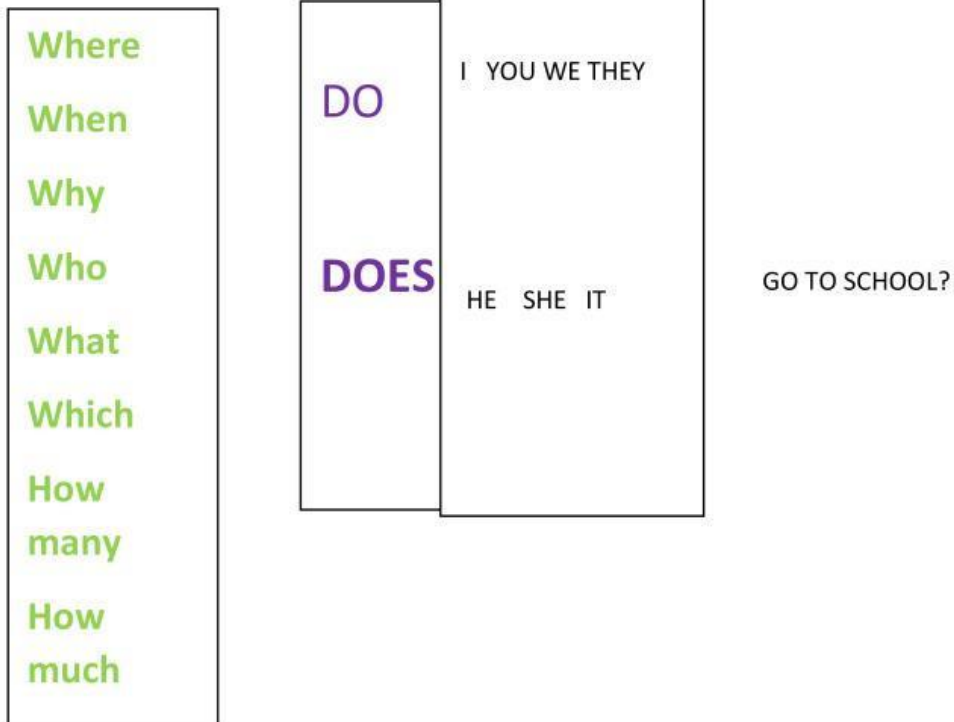 Where
When
Why
Who
What
Which
How
many
How
much
DO
DOES
I YOU WE THEY
HE SHE IT
GO TO SCHOOL?